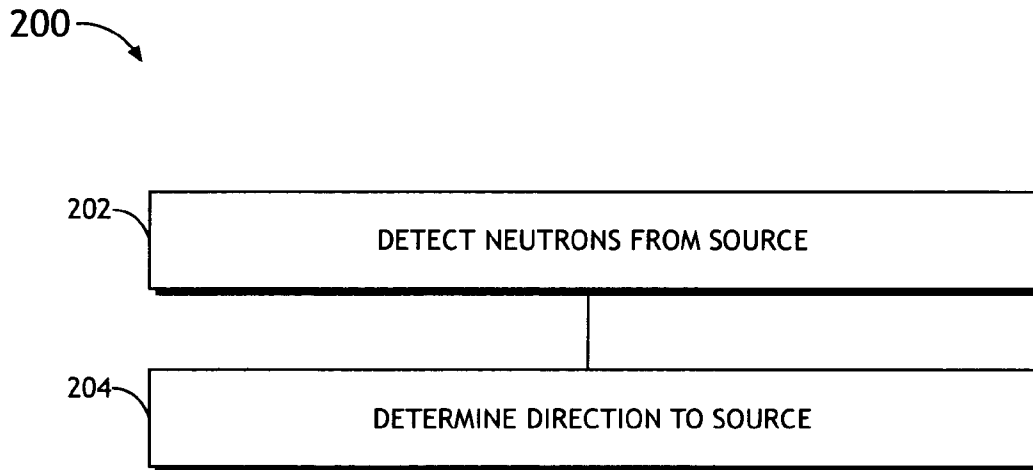 200
202
DETECT NEUTRONS FROM SOURCE
204
DETERMINE DIRECTION TO SOURCE